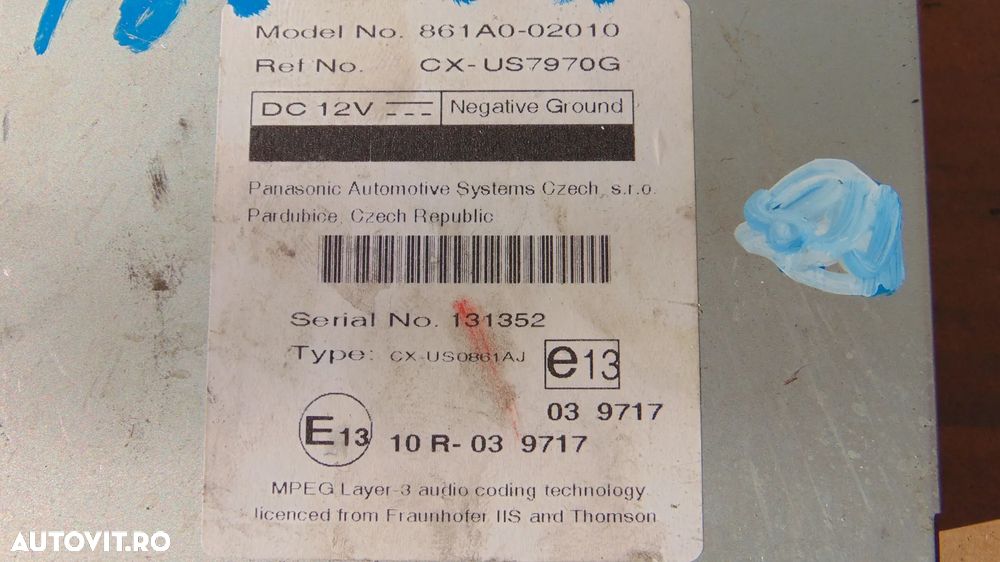 Model No. 861A0-02010
Ref No. CX-US7970G
DC 12V Negative Ground
Panasonic Automotive Systems Czech, s.r.o.
Pardubice, Czech Republic
Serial No. 131352
Type: CX-US0861AJ
e13
03 9717
E13 10 R- 03 9717
MPEG Layer-3 audio coding technology
licenced from Fraunhofer IIS and Thomson
AUTOVIT.RO